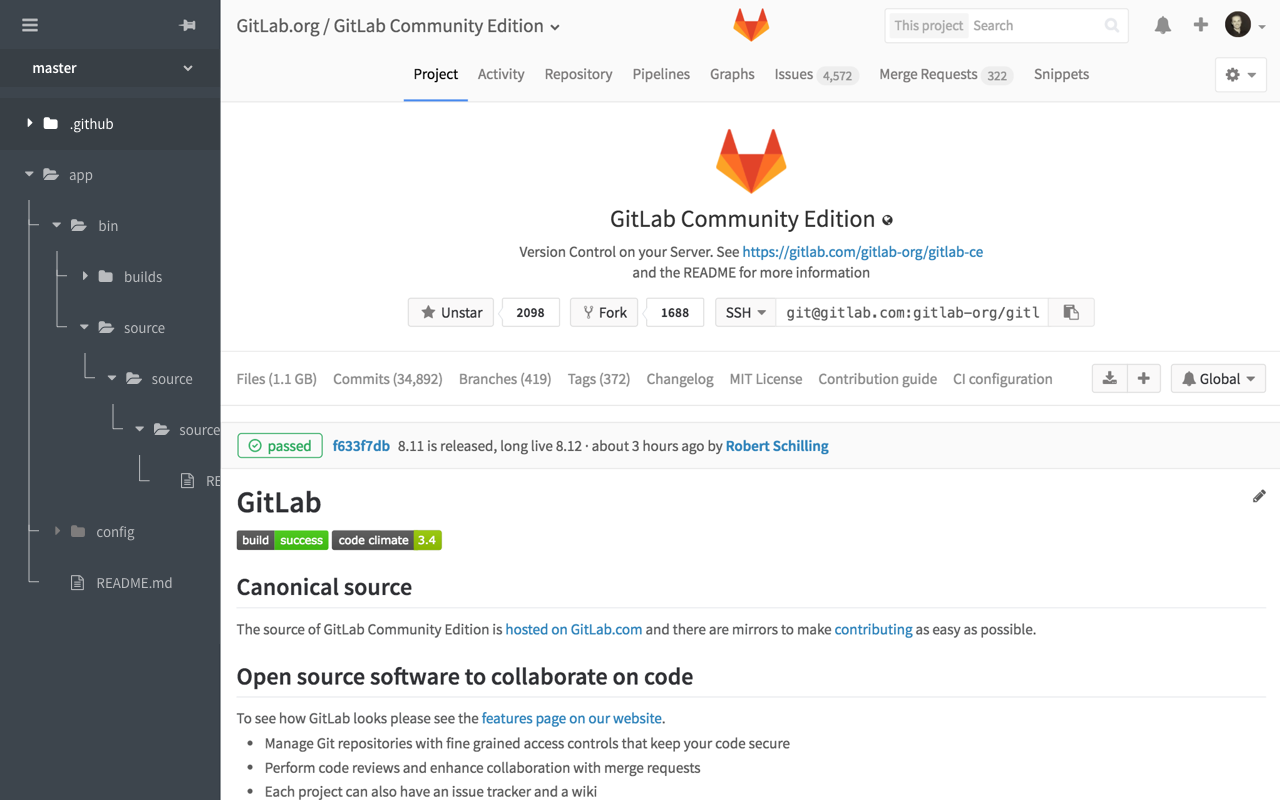 GitLab.org / GitLab Community Edition
This project Search
master
Project Activity Repository Pipelines Graphs Issues 4,572 Merge Requests 322 Snippets
.github
app
bin
builds
source
source
source
RE
config
README.md
GitLab Community Edition
Version Control on your Server. See https://gitlab.com/gitlab-org/gitlab-ce
and the README for more information
Unstar 2098 Fork 1688 SSH git@gitlab.com:gitlab-org/gitl
Files (1.1 GB) Commits (34,892) Branches (419) Tags (372) Changelog MIT License Contribution guide CI configuration Global
passed f633f7db 8.11 is released, long live 8.12 · about 3 hours ago by Robert Schilling
GitLab
build success code climate 3.4
Canonical source
The source of GitLab Community Edition is hosted on GitLab.com and there are mirrors to make contributing as easy as possible.
Open source software to collaborate on code
To see how GitLab looks please see the features page on our website.
• Manage Git repositories with fine grained access controls that keep your code secure
• Perform code reviews and enhance collaboration with merge requests
• Each project can also have an issue tracker and a wiki